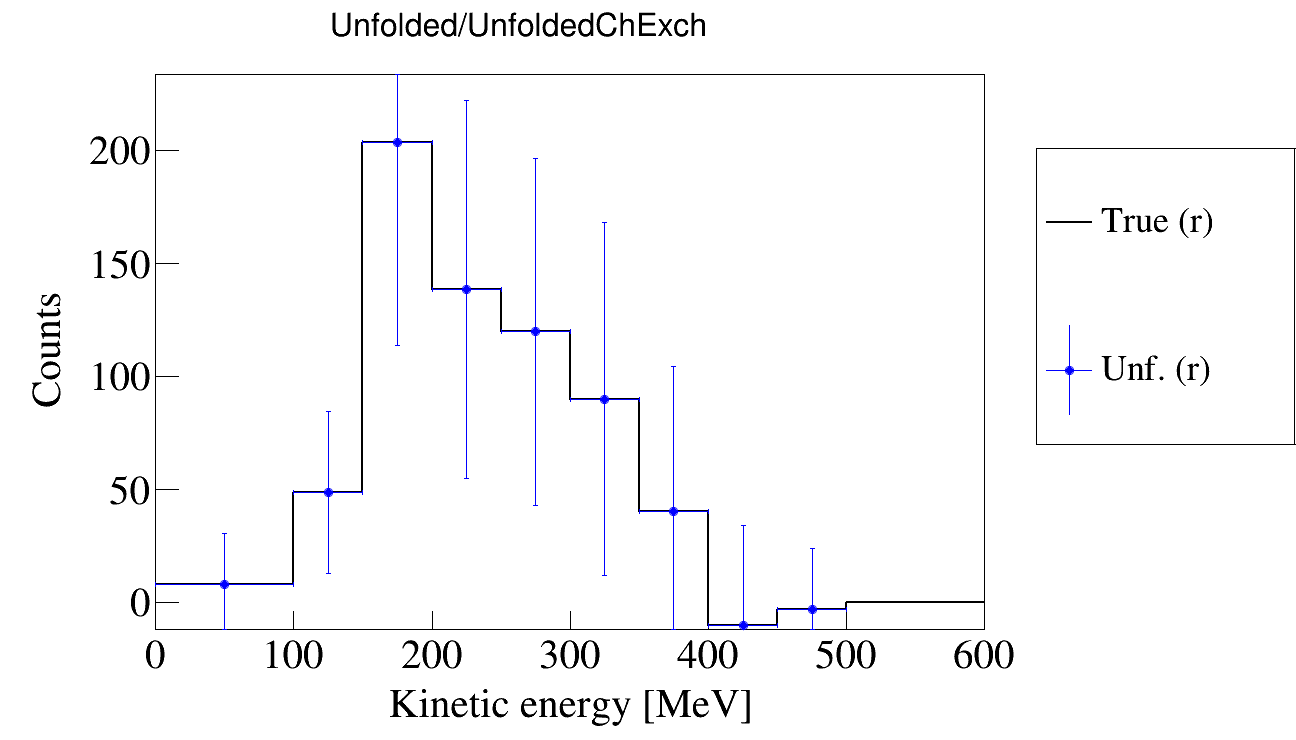 Unfolded/UnfoldedChExch
200
150
100
50
0
Counts
0 100 200 300 400 500 600
Kinetic energy [MeV]
True (r)
Unf. (r)